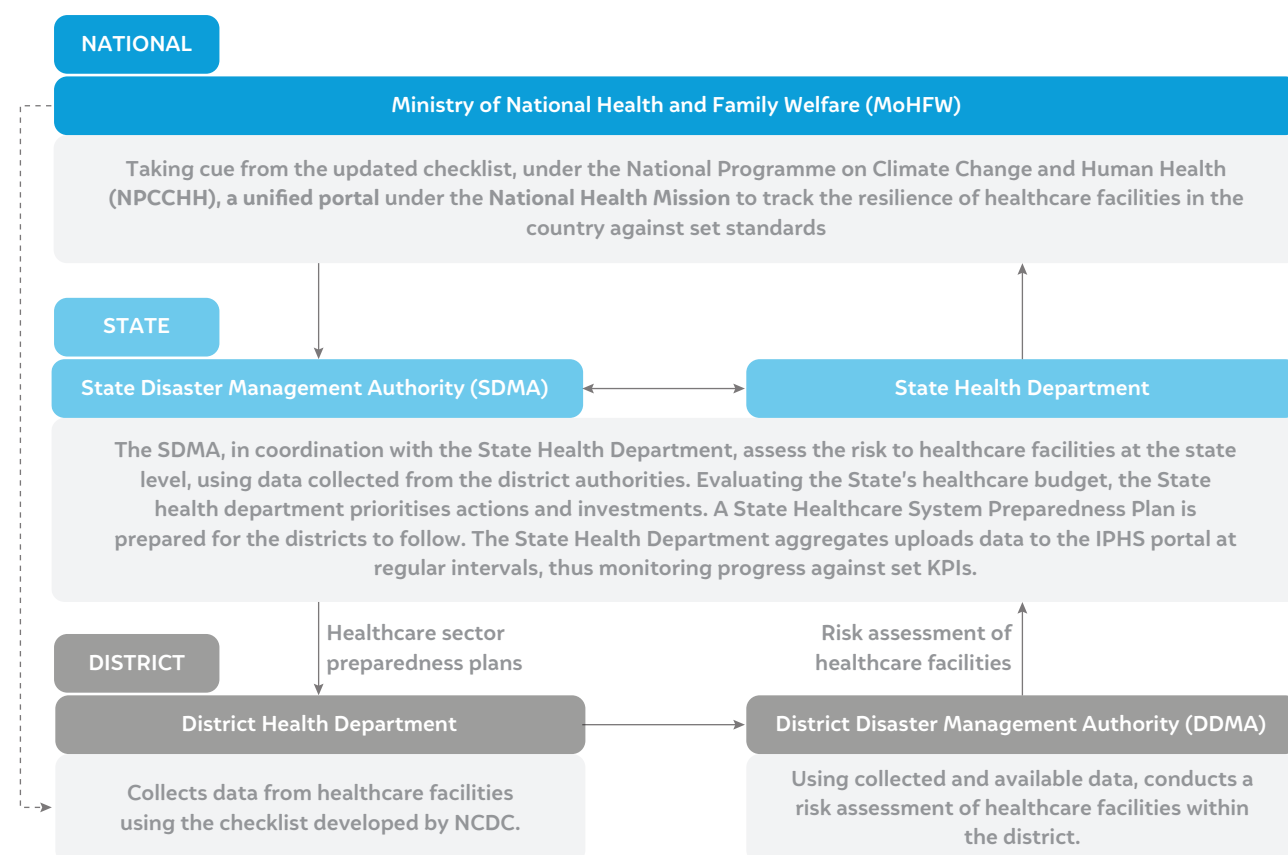 NATIONAL
Ministry of National Health and Family Welfare (MoHFW)
Taking cue from the updated checklist, under the National Programme on Climate Change and Human Health
(NPCCHH), a unified portal under the National Health Mission to track the resilience of healthcare facilities in the
country against set standards
STATE
State Disaster Management Authority (SDMA)
State Health Department
The SDMA, in coordination with the State Health Department, assess the risk to healthcare facilities at the state
level, using data collected from the district authorities. Evaluating the State's healthcare budget, the State
health department prioritises actions and investments. A State Healthcare System Preparedness Plan is
prepared for the districts to follow. The State Health Department aggregates uploads data to the IPHS portal at
regular intervals, thus monitoring progress against set KPIs.
Healthcare sector
preparedness plans
Risk assessment of
healthcare facilities
DISTRICT
District Health Department
District Disaster Management Authority (DDMA)
Collects data from healthcare facilities
using the checklist developed by NCDC.
Using collected and available data, conducts a
risk assessment of healthcare facilities within
the district.